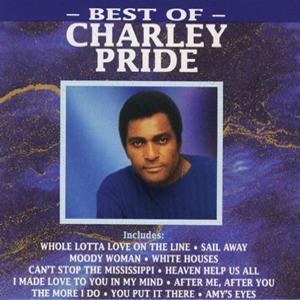 – BEST OF –
CHARLEY
PRIDE
Includes:
WHOLE LOTTA LOVE ON THE LINE • SAIL AWAY
MOODY WOMAN • WHITE HOUSES
CAN'T STOP THE MISSISSIPPI • HEAVEN HELP US ALL
I MADE LOVE TO YOU IN MY MIND • AFTER ME, AFTER YOU
THE MORE I DO • YOU PUT IT THERE • AMY'S EYES